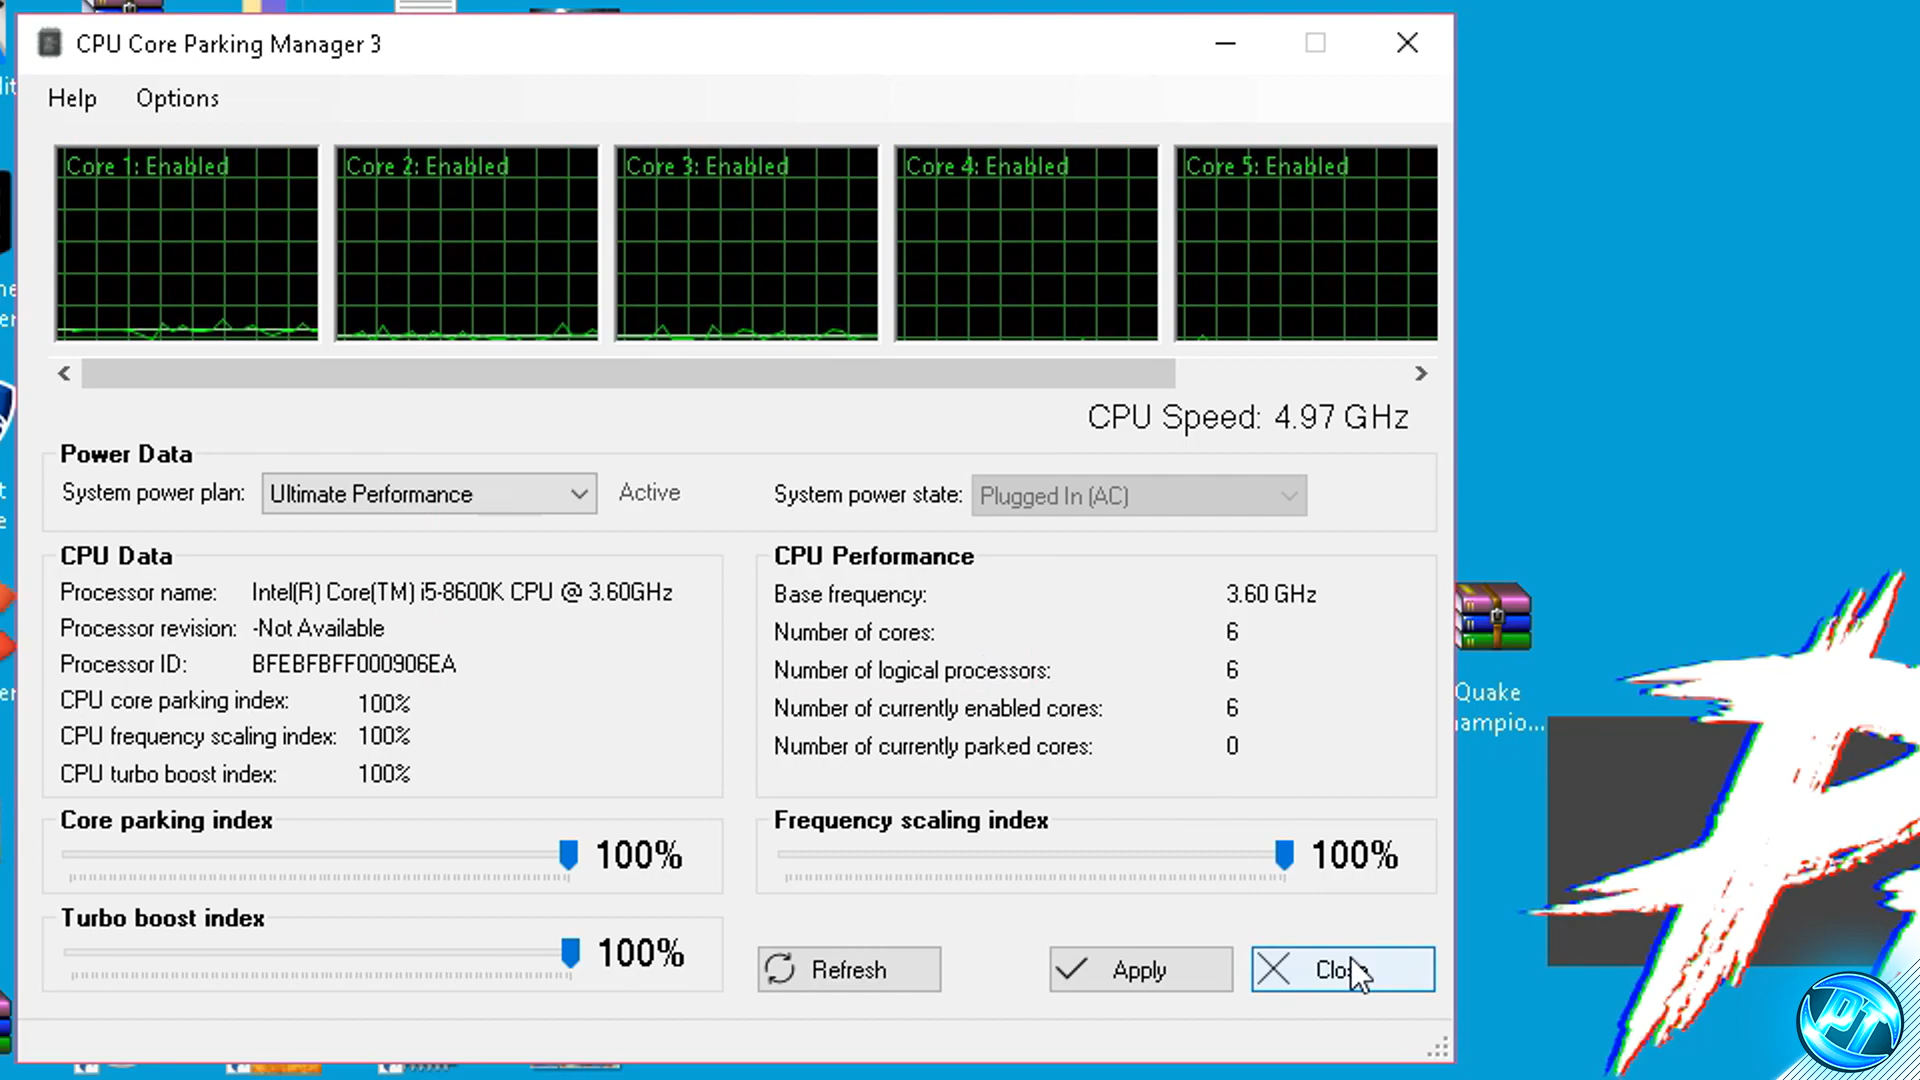 CPU Core Parking Manager 3
Help Options
Core 1: Enabled Core 2: Enabled Core 3: Enabled Core 4: Enabled Core 5: Enabled
CPU Speed: 4.97 GHz
Power Data
System power plan: Ultimate Performance Active System power state: Plugged In (AC)
CPU Data
Processor name: Intel(R) Core(TM) i5-8600K CPU @ 3.60GHz
Processor revision: -Not Available
Processor ID: BFEBFBFF000906EA
CPU core parking index: 100%
CPU frequency scaling index: 100%
CPU turbo boost index: 100%
CPU Performance
Base frequency: 3.60 GHz
Number of cores: 6
Number of logical processors: 6
Number of currently enabled cores: 6
Number of currently parked cores: 0
Core parking index
100%
Frequency scaling index
100%
Turbo boost index
100%
Refresh Apply
Quake
PT